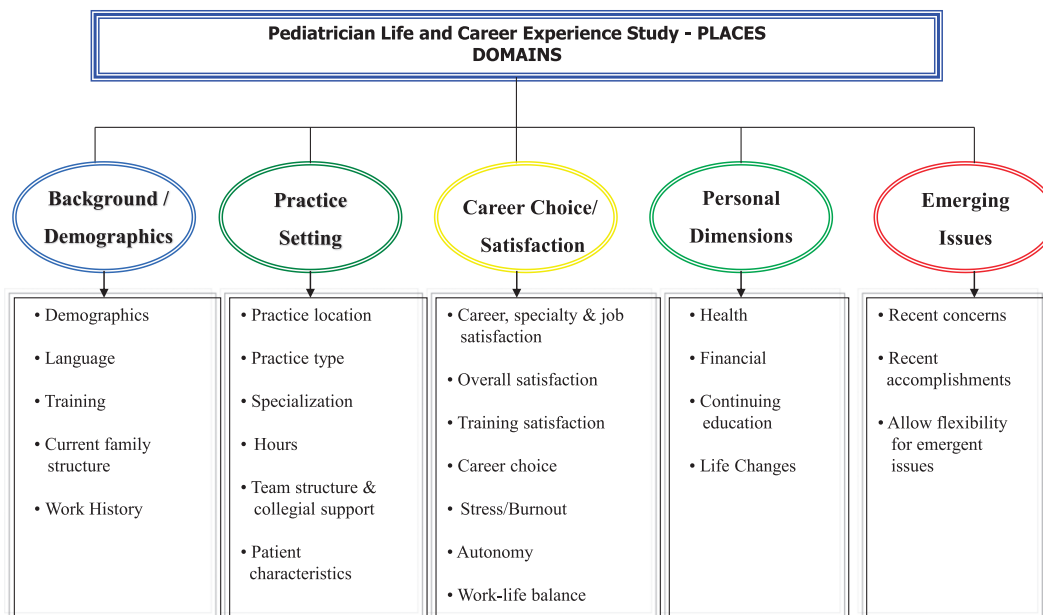 Pediatrician Life and Career Experience Study - PLACES
DOMAINS
Background /
Demographics
Practice
Setting
Career Choice/
Satisfaction
Personal
Dimensions
Emerging
Issues
• Demographics
• Language
• Training
• Current family
structure
• Work History
• Practice location
• Practice type
• Specialization
• Hours
• Team structure &
collegial support
• Patient
characteristics
• Career, specialty & job
satisfaction
• Overall satisfaction
• Training satisfaction
• Career choice
• Stress/Burnout
• Autonomy
• Work-life balance
• Health
• Financial
• Continuing
education
• Life Changes
• Recent concerns
• Recent
accomplishments
• Allow flexibility
for emergent
issues